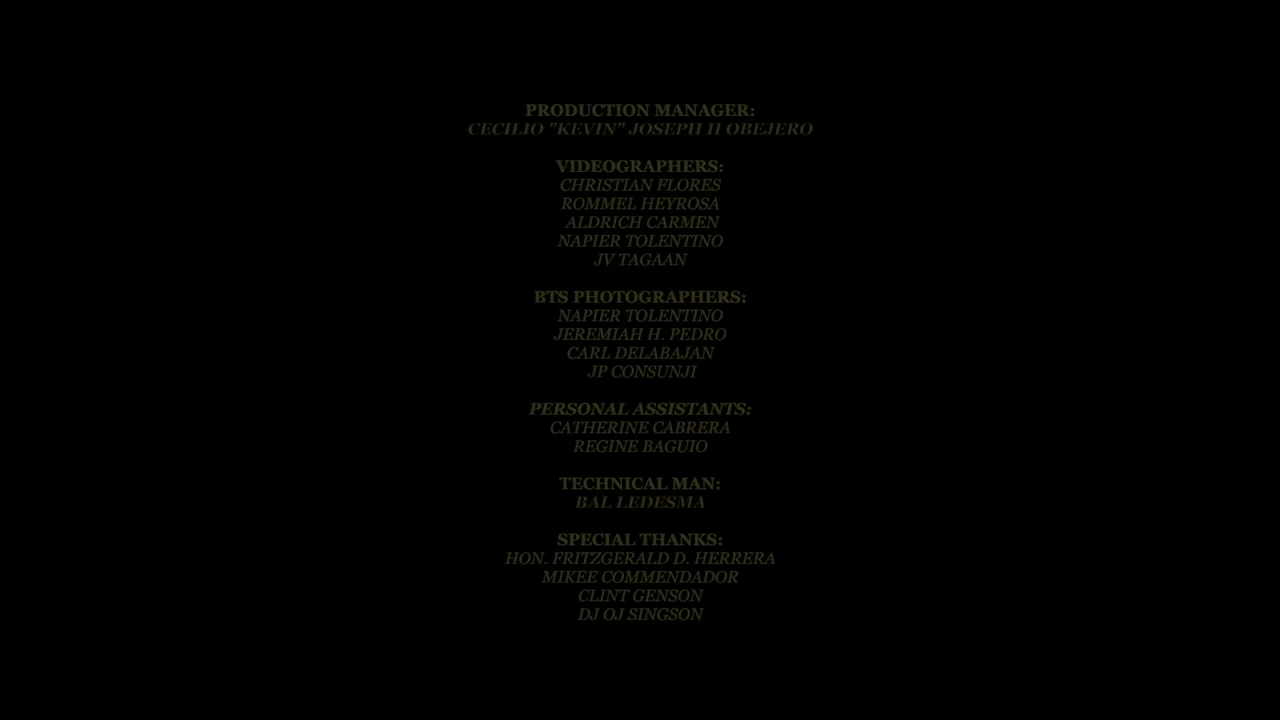 PRODUCTION MANAGER:
CECILIO "KEVIN" JOSEPH II OBEJERO
VIDEOGRAPHERS:
CHRISTIAN FLORES
ROMMEL HEYROSA
ALDRICH CARMEN
NAPIER TOLENTINO
JV TAGAAN
BTS PHOTOGRAPHERS:
NAPIER TOLENTINO
JEREMIAH H. PEDRO
CARL DELABAJAN
JP CONSUNJI
PERSONAL ASSISTANTS:
CATHERINE CABRERA
REGINE BAGUIO
TECHNICAL MAN:
BAL LEDESMA
SPECIAL THANKS:
HON. FRITZGERALD D. HERRERA
MIKEE COMMENDADOR
CLINT GENSON
DJ OJ SINGSON